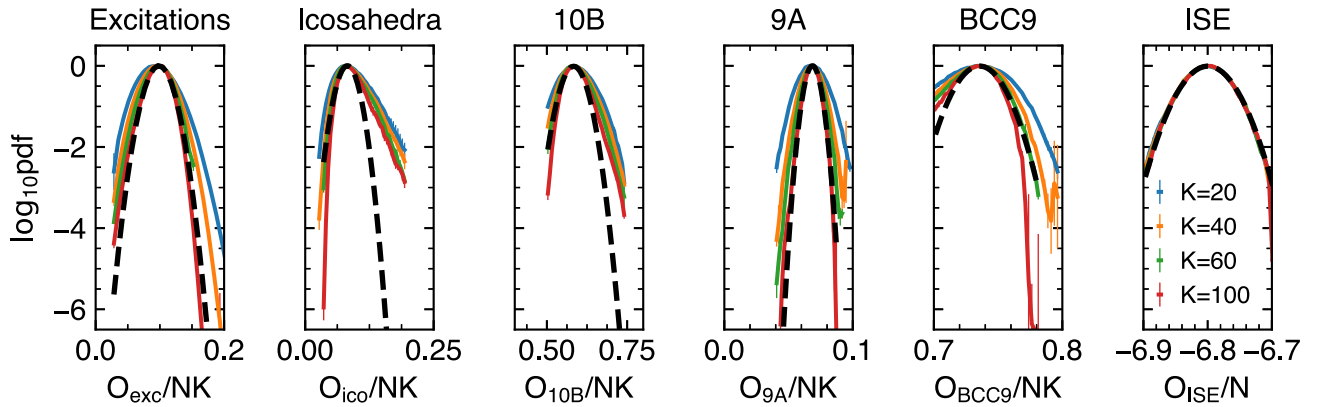 Excitations Icosahedra 10B 9A BCC9 ISE
log₁₀pdf
0
−2
−4
−6
K=20
K=40
K=60
K=100
0.0 0.2 0.00 0.25 0.50 0.75 0.0 0.1 0.7 0.8 −6.9 −6.8 −6.7
O_exc/NK O_ico/NK O_10B/NK O_9A/NK O_BCC9/NK O_ISE/N